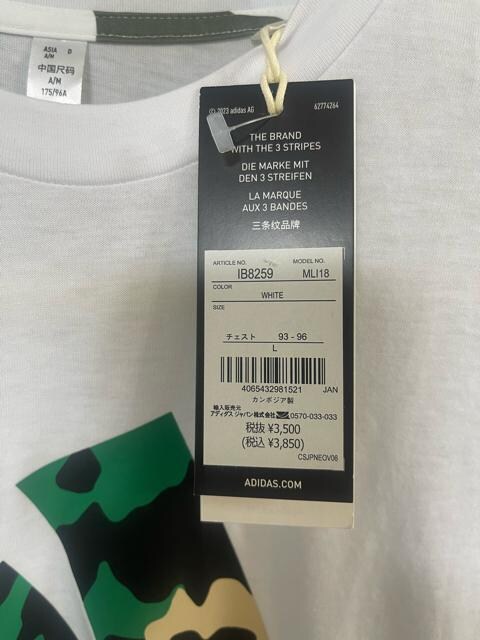 ASIA D
A/M
中国尺码
A/M
175/96A
© 2023 adidas AG 62774264
THE BRAND
WITH THE 3 STRIPES
DIE MARKE MIT
DEN 3 STREIFEN
LA MARQUE
AUX 3 BANDES
三条纹品牌
ARTICLE NO. MODEL NO.
IB8259 MLI18
COLOR
WHITE
SIZE
チェスト 93 - 96
L
4065432981521 JAN
カンボジア製
輸入販売元
アディダス ジャパン株式会社 0570-033-033
税抜 ¥3,500
(税込 ¥3,850)
CSJPNEOV06
ADIDAS.COM